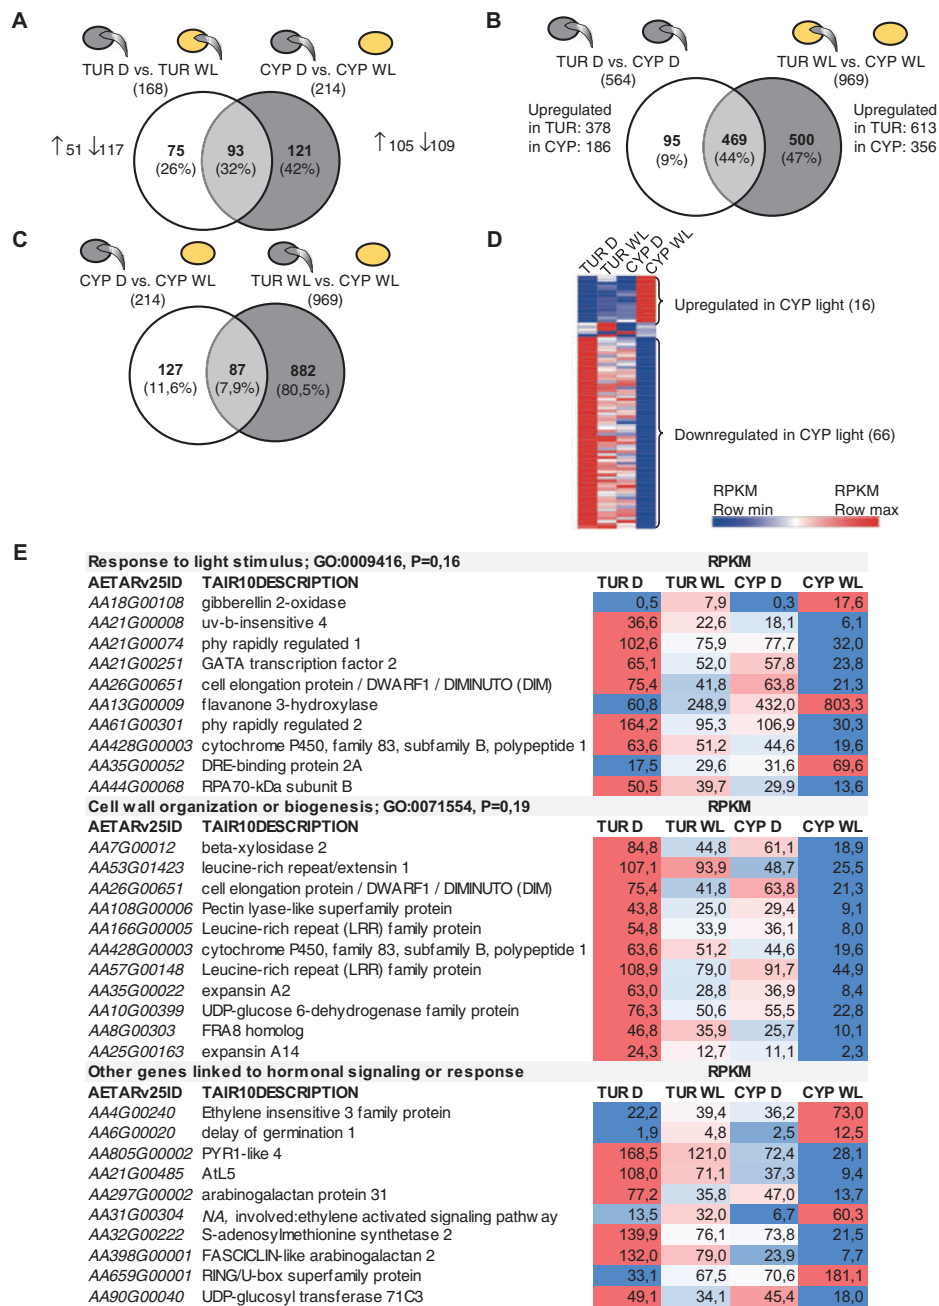 A
TUR D vs. TUR WL
(168)
CYP D vs. CYP WL
(214)
↑51 ↓117
75
(26%)
93
(32%)
121
(42%)
↑105 ↓109
B
TUR D vs. CYP D
(564)
TUR WL vs. CYP WL
(969)
Upregulated
in TUR: 378
in CYP: 186
95
(9%)
469
(44%)
500
(47%)
Upregulated
in TUR: 613
in CYP: 356
C
CYP D vs. CYP WL
(214)
TUR WL vs. CYP WL
(969)
127
(11,6%)
87
(7,9%)
882
(80,5%)
D
TUR D
TUR WL
CYP D
CYP WL
Upregulated in CYP light (16)
Downregulated in CYP light (66)
RPKM
Row min
RPKM
Row max
E
Response to light stimulus; GO:0009416, P=0,16 RPKM
AETARv25ID TAIR10DESCRIPTION TUR D TUR WL CYP D CYP WL
AA18G00108 gibberellin 2-oxidase 0,5 7,9 0,3 17,6
AA21G00008 uv-b-insensitive 4 36,6 22,6 18,1 6,1
AA21G00074 phy rapidly regulated 1 102,6 75,9 77,7 32,0
AA21G00251 GATA transcription factor 2 65,1 52,0 57,8 23,8
AA26G00651 cell elongation protein / DWARF1 / DIMINUTO (DIM) 75,4 41,8 63,8 21,3
AA13G00009 flavanone 3-hydroxylase 60,8 248,9 432,0 803,3
AA61G00301 phy rapidly regulated 2 164,2 95,3 106,9 30,3
AA428G00003 cytochrome P450, family 83, subfamily B, polypeptide 1 63,6 51,2 44,6 19,6
AA35G00052 DRE-binding protein 2A 17,5 29,6 31,6 69,6
AA44G00068 RPA70-kDa subunit B 50,5 39,7 29,9 13,6
Cell wall organization or biogenesis; GO:0071554, P=0,19 RPKM
AETARv25ID TAIR10DESCRIPTION TUR D TUR WL CYP D CYP WL
AA7G00012 beta-xylosidase 2 84,8 44,8 61,1 18,9
AA53G01423 leucine-rich repeat/extensin 1 107,1 93,9 48,7 25,5
AA26G00651 cell elongation protein / DWARF1 / DIMINUTO (DIM) 75,4 41,8 63,8 21,3
AA108G00006 Pectin lyase-like superfamily protein 43,8 25,0 29,4 9,1
AA166G00005 Leucine-rich repeat (LRR) family protein 54,8 33,9 36,1 8,0
AA428G00003 cytochrome P450, family 83, subfamily B, polypeptide 1 63,6 51,2 44,6 19,6
AA57G00148 Leucine-rich repeat (LRR) family protein 108,9 79,0 91,7 44,9
AA35G00022 expansin A2 63,0 28,8 36,9 8,4
AA10G00399 UDP-glucose 6-dehydrogenase family protein 76,3 50,6 55,5 22,8
AA8G00303 FRA8 homolog 46,8 35,9 25,7 10,1
AA25G00163 expansin A14 24,3 12,7 11,1 2,3
Other genes linked to hormonal signaling or response RPKM
AETARv25ID TAIR10DESCRIPTION TUR D TUR WL CYP D CYP WL
AA4G00240 Ethylene insensitive 3 family protein 22,2 39,4 36,2 73,0
AA6G00020 delay of germination 1 1,9 4,8 2,5 12,5
AA805G00002 PYR1-like 4 168,5 121,0 72,4 28,1
AA21G00485 AtL5 108,0 71,1 37,3 9,4
AA297G00002 arabinogalactan protein 31 77,2 35,8 47,0 13,7
AA31G00304 NA, involved:ethylene activated signaling pathway 13,5 32,0 6,7 60,3
AA32G00222 S-adenosylmethionine synthetase 2 139,9 76,1 73,8 21,5
AA398G00001 FASCICLIN-like arabinogalactan 2 132,0 79,0 23,9 7,7
AA659G00001 RING/U-box superfamily protein 33,1 67,5 70,6 181,1
AA90G00040 UDP-glucosyl transferase 71C3 49,1 34,1 45,4 18,0